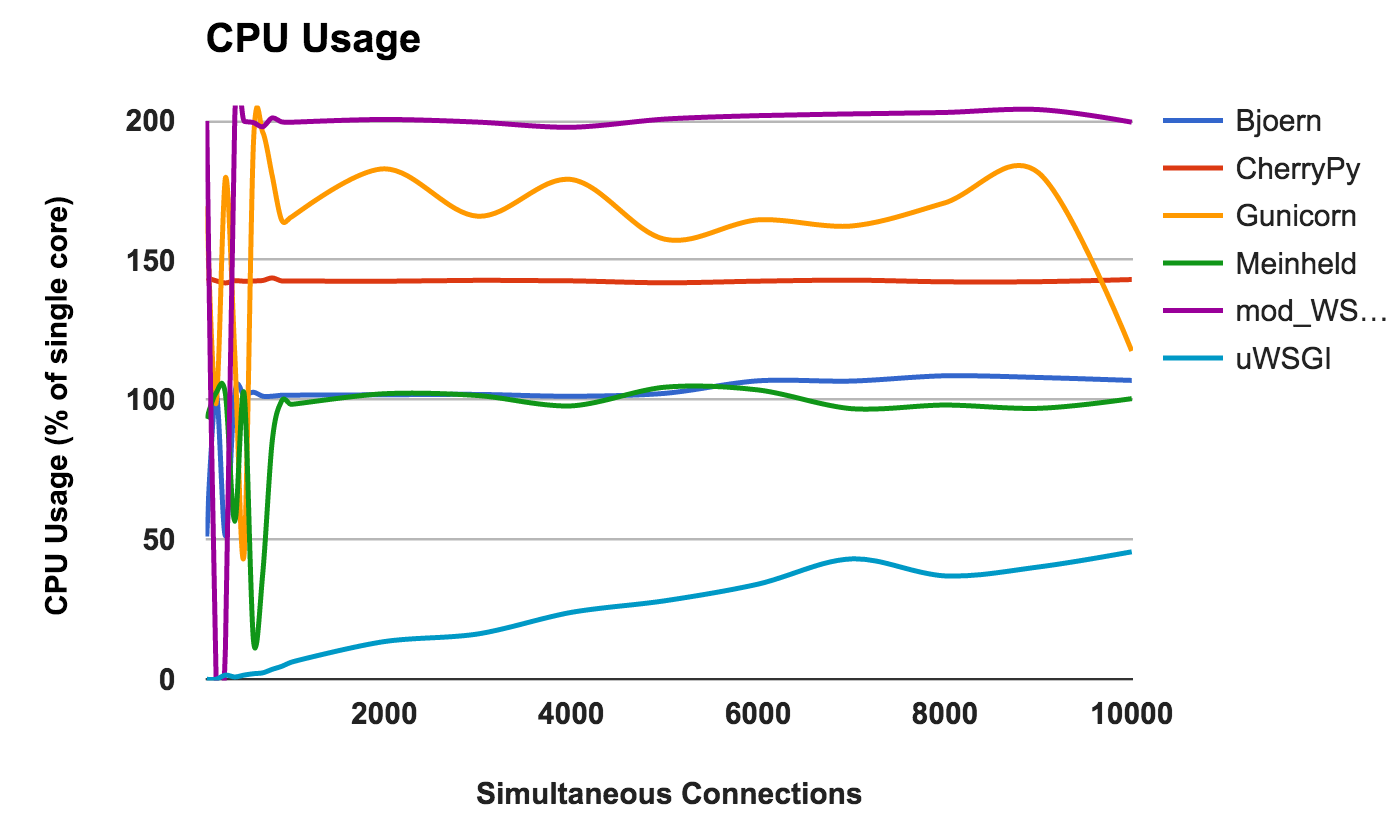 CPU Usage
CPU Usage (% of single core)
200
150
100
50
0
2000 4000 6000 8000 10000
Simultaneous Connections
Bjoern
CherryPy
Gunicorn
Meinheld
mod_WS...
uWSGI